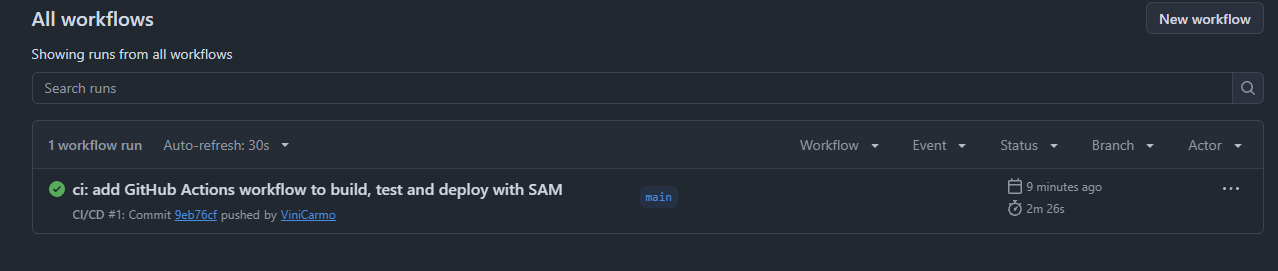 All workflows
New workflow
Showing runs from all workflows
Search runs
1 workflow run Auto-refresh: 30s Workflow Event Status Branch Actor
ci: add GitHub Actions workflow to build, test and deploy with SAM
main
9 minutes ago
CI/CD #1: Commit 9eb76cf pushed by ViniCarmo
2m 26s